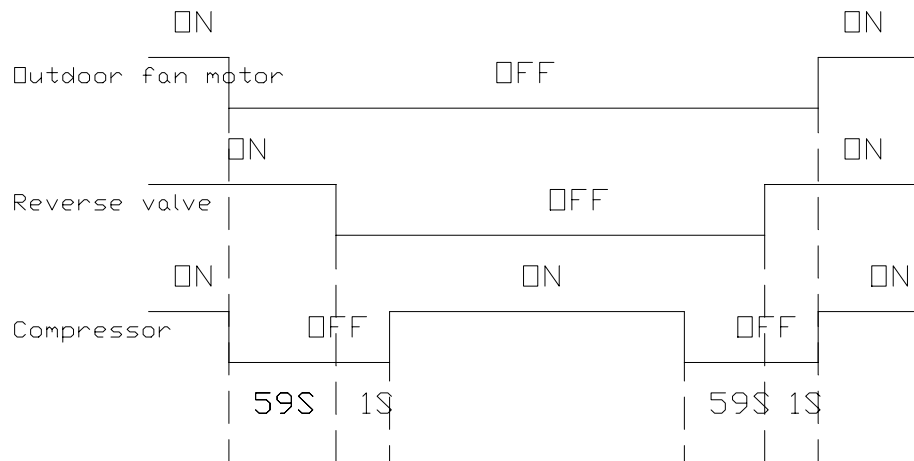 ON ON
Outdoor fan motor OFF
ON ON
Reverse valve OFF
ON ON ON
Compressor OFF OFF
59S 1S 59S 1S